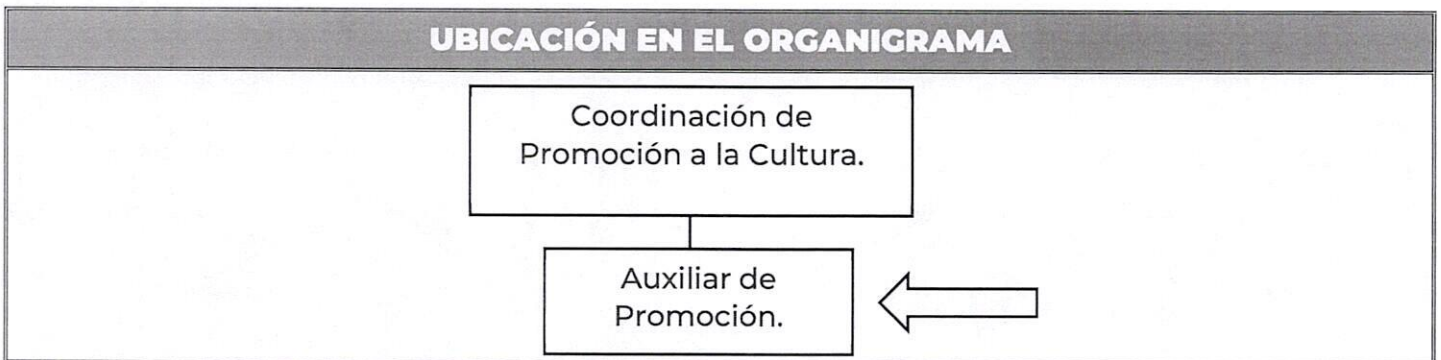 UBICACIÓN EN EL ORGANIGRAMA
Coordinación de
Promoción a la Cultura.
Auxiliar de
Promoción.